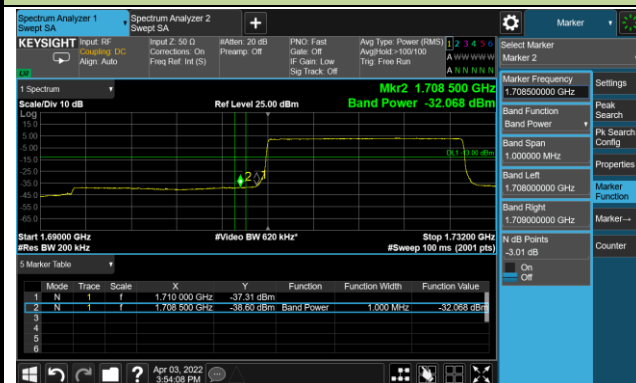 Spectrum Analyzer 1
Swept SA
Spectrum Analyzer 2
Swept SA
+
Marker
KEYSIGHT
Input: RF
Coupling: DC
Align: Auto
Input Z: 50 Ω
Corrections: On
Freq Ref: Int (S)
#Atten: 20 dB
Preamp: Off
PNO: Fast
Gate: Off
IF Gain: Low
Sig Track: Off
Avg Type: Power (RMS)
Avg|Hold:>100/100
Trig: Free Run
1 2 3 4 5 6
A W W W W W
A N N N N N
Select Marker
Marker 2
Marker Frequency
1.708500000 GHz
Band Function
Band Power
Band Span
1.000000 MHz
Band Left
1.708000000 GHz
Band Right
1.709000000 GHz
N dB Points
-3.01 dB
On
Off
Settings
Peak Search
Pk Search Config
Properties
Marker Function
Marker→
Counter
1 Spectrum
Scale/Div 10 dB
Log
Ref Level 25.00 dBm
Mkr2 1.708 500 GHz
Band Power -32.068 dBm
15.0
5.00
-5.00
-15.0
-25.0
-35.0
-45.0
-55.0
-65.0
2
1
Start 1.69000 GHz
#Res BW 200 kHz
#Video BW 620 kHz*
Stop 1.73200 GHz
#Sweep 100 ms (2001 pts)
5 Marker Table
Mode Trace Scale X Y Function Function Width Function Value
1 N 1 f 1.710 000 GHz -37.31 dBm
2 N 1 f 1.708 500 GHz -38.60 dBm Band Power 1.000 MHz -32.068 dBm
3
4
5
6
?
Apr 03, 2022
3:54:08 PM